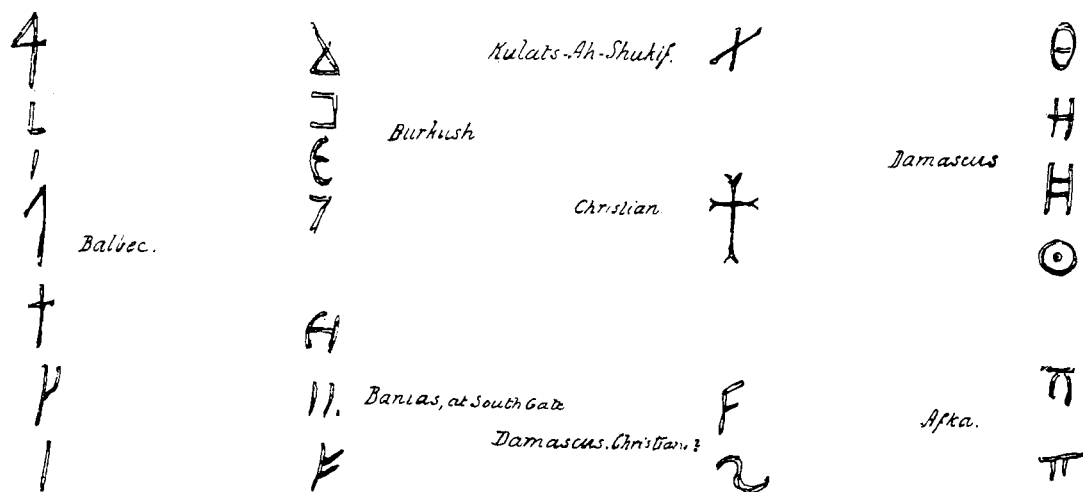 Kulats-Ah-Shukif.
Burkush
Damascus
Christian
Balbec.
Banias, at South Gate
Afka.
Damascus. Christian?